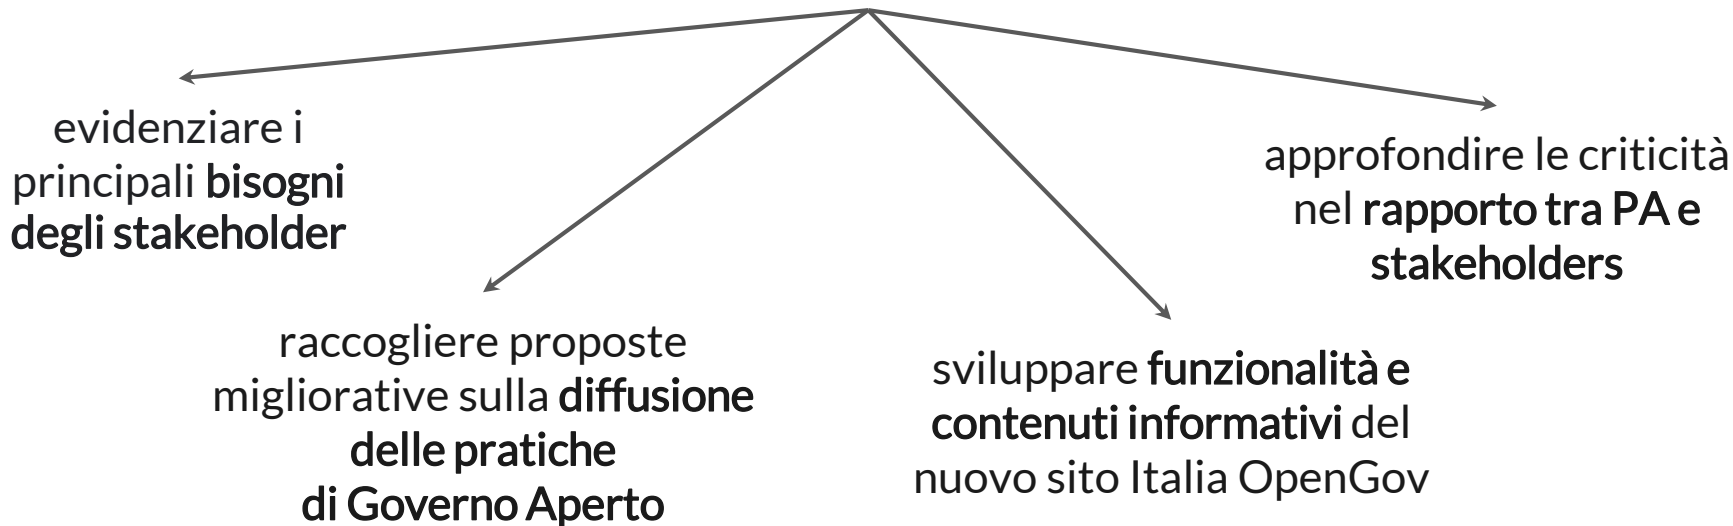 evidenziare i
principali bisogni
degli stakeholder
raccogliere proposte
migliorative sulla diffusione
delle pratiche
di Governo Aperto
sviluppare funzionalità e
contenuti informativi del
nuovo sito Italia OpenGov
approfondire le criticità
nel rapporto tra PA e
stakeholders